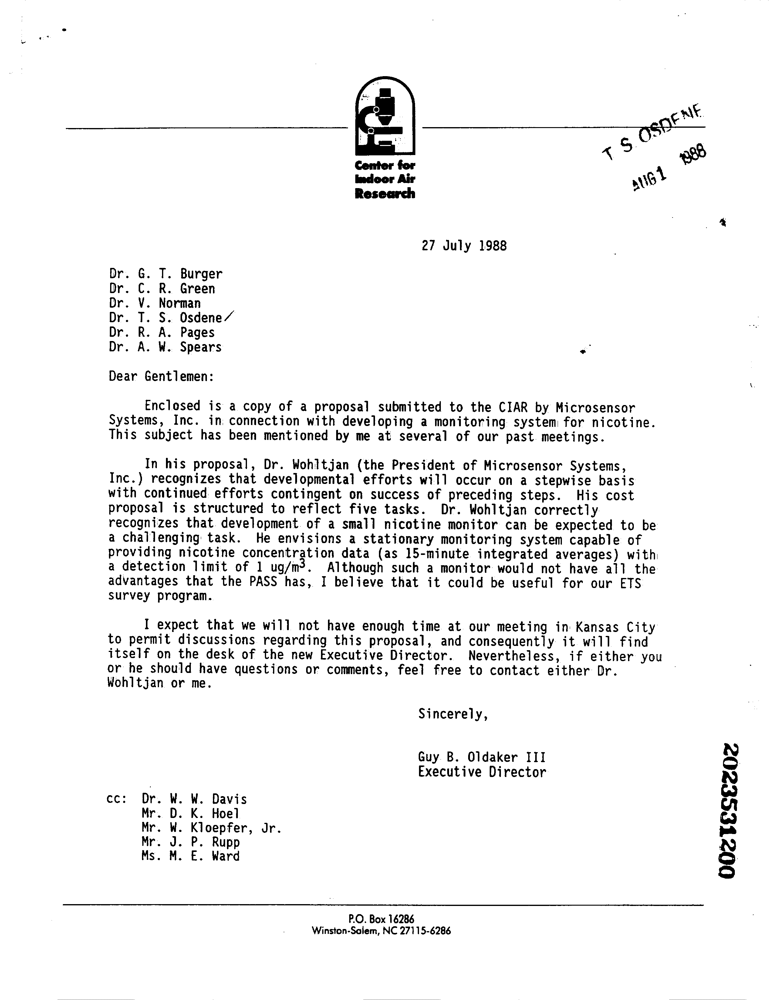 Center for
Indoor Air
Research
T S OSDENE
AUG 1 1988
27 July 1988
Dr. G. T. Burger
Dr. C. R. Green
Dr. V. Norman
Dr. T. S. Osdene/
Dr. R. A. Pages
Dr. A. W. Spears
Dear Gentlemen:
Enclosed is a copy of a proposal submitted to the CIAR by Microsensor
Systems, Inc. in connection with developing a monitoring system for nicotine.
This subject has been mentioned by me at several of our past meetings.
In his proposal, Dr. Wohltjan (the President of Microsensor Systems,
Inc.) recognizes that developmental efforts will occur on a stepwise basis
with continued efforts contingent on success of preceding steps. His cost
proposal is structured to reflect five tasks. Dr. Wohltjan correctly
recognizes that development of a small nicotine monitor can be expected to be
a challenging task. He envisions a stationary monitoring system capable of
providing nicotine concentration data (as 15-minute integrated averages) with
a detection limit of 1 ug/m³. Although such a monitor would not have all the
advantages that the PASS has, I believe that it could be useful for our ETS
survey program.
I expect that we will not have enough time at our meeting in Kansas City
to permit discussions regarding this proposal, and consequently it will find
itself on the desk of the new Executive Director. Nevertheless, if either you
or he should have questions or comments, feel free to contact either Dr.
Wohltjan or me.
Sincerely,
Guy B. Oldaker III
Executive Director
cc: Dr. W. W. Davis
Mr. D. K. Hoel
Mr. W. Kloepfer, Jr.
Mr. J. P. Rupp
Ms. M. E. Ward
2023531200
P.O. Box 16286
Winston-Salem, NC 27115-6286